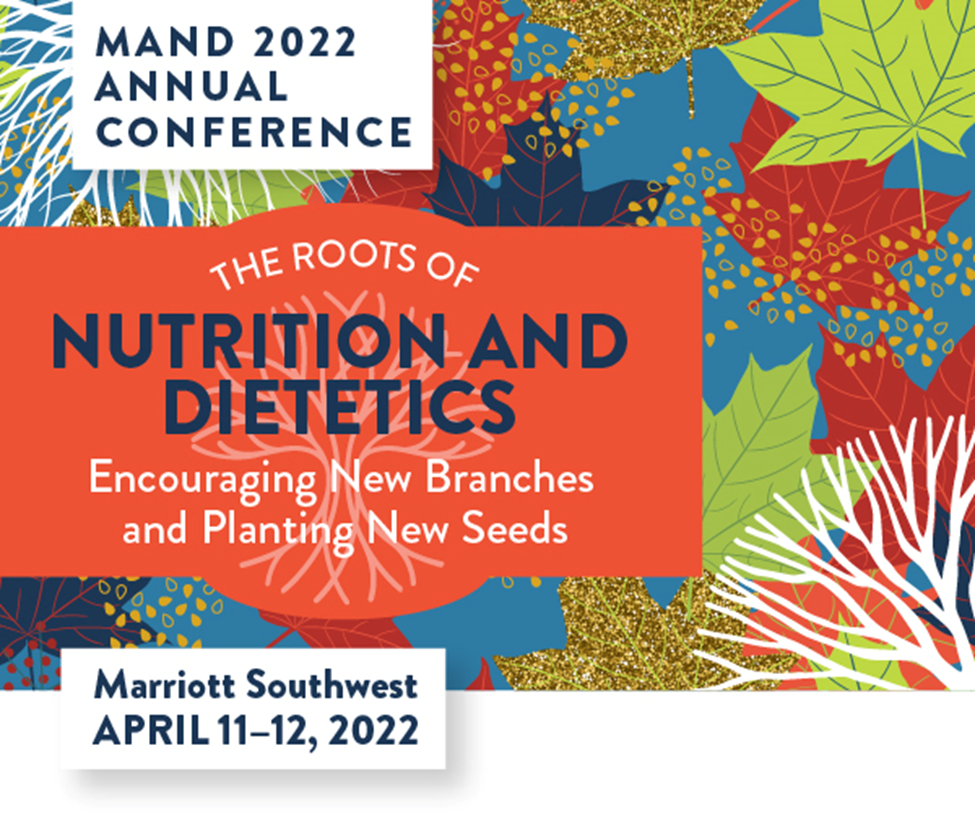 MAND 2022
ANNUAL
CONFERENCE
THE ROOTS OF
NUTRITION AND
DIETETICS
Encouraging New Branches
and Planting New Seeds
Marriott Southwest
APRIL 11–12, 2022